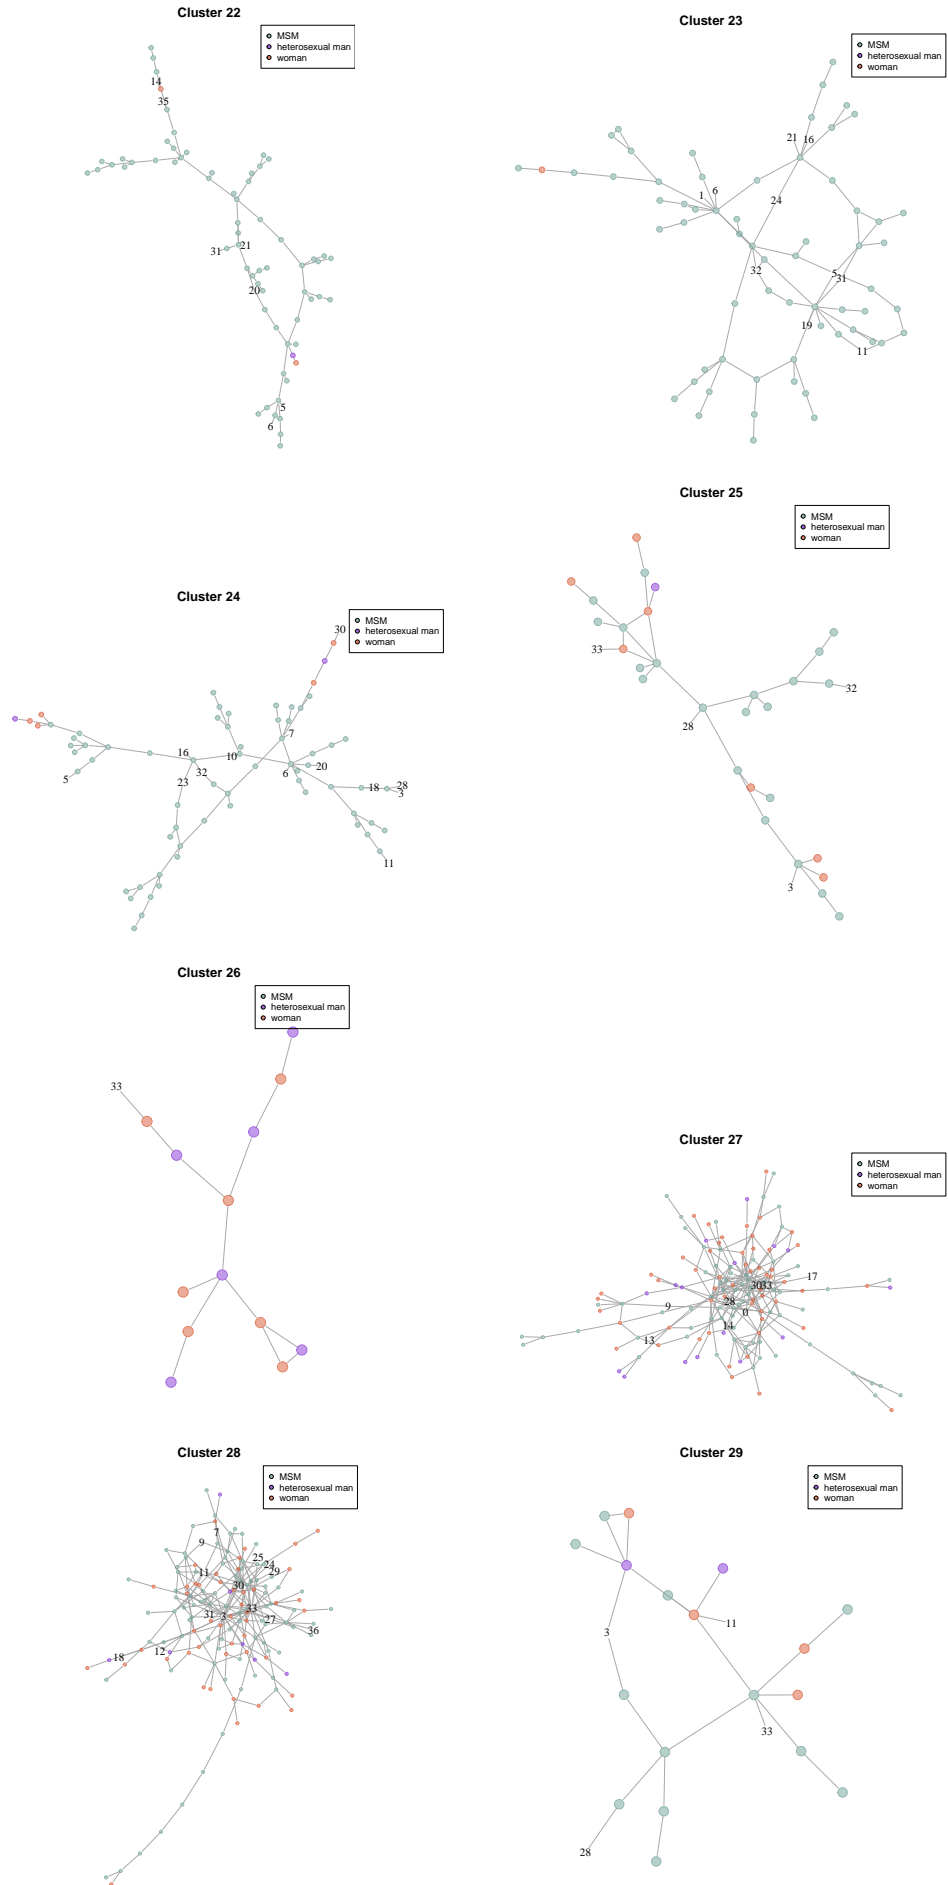 Cluster 22
MSM
heterosexual man
woman
14
35
21
31
20
5
6
Cluster 23
MSM
heterosexual man
woman
21
16
6
1
24
32
5
31
19
11
Cluster 24
MSM
heterosexual man
woman
30
7
16
10
32
6
20
5
23
18
28
3
11
Cluster 25
MSM
heterosexual man
woman
33
32
28
3
Cluster 26
MSM
heterosexual man
woman
33
Cluster 27
MSM
heterosexual man
woman
17
30
33
28
9
0
14
13
Cluster 28
MSM
heterosexual man
woman
7
9
25
24
11
29
30
33
31
3
27
36
12
18
Cluster 29
MSM
heterosexual man
woman
11
3
33
28